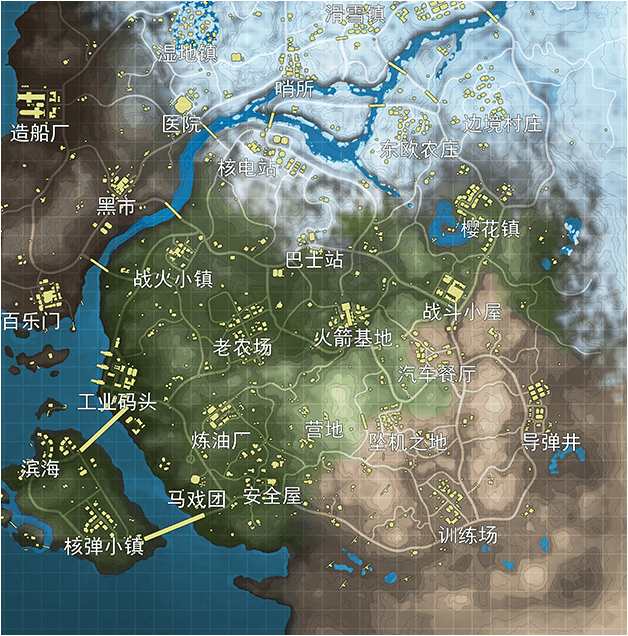 滑雪镇
湿地镇
哨所
造船厂
医院
边境村庄
东欧农庄
核电站
黑市
樱花镇
巴士站
战火小镇
百乐门
战斗小屋
火箭基地
老农场
汽车餐厅
工业码头
营地
炼油厂
坠机之地
导弹井
滨海
马戏团
安全屋
训练场
核弹小镇